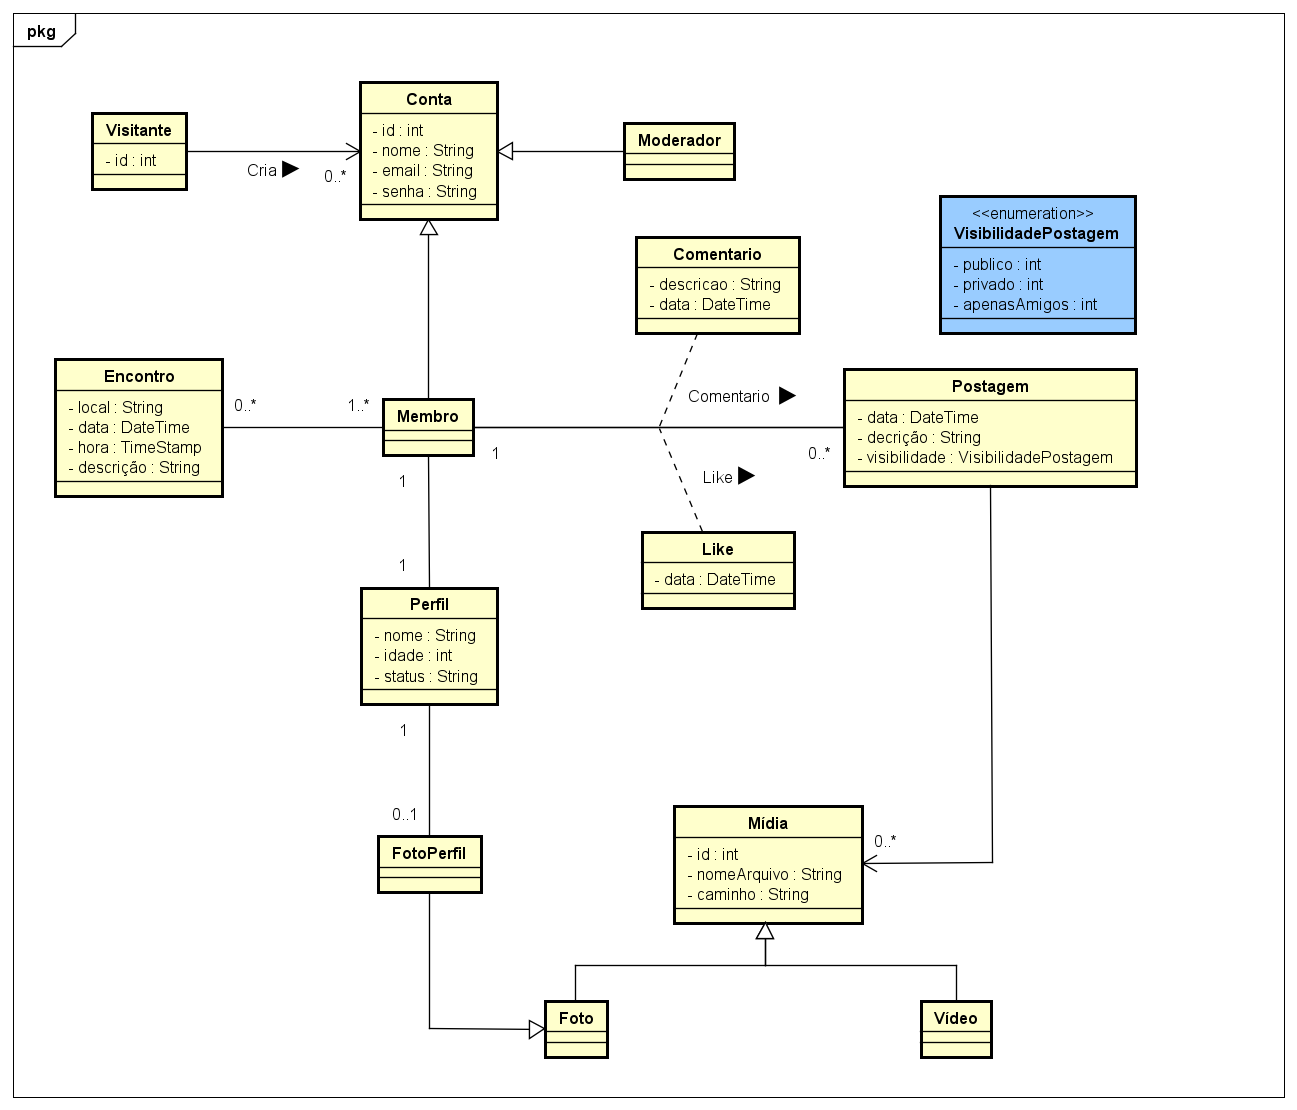 pkg
Conta
- id : int
- nome : String
- email : String
- senha : String
Visitante
- id : int
Cria
0..*
Moderador
<<enumeration>>
VisibilidadePostagem
- publico : int
- privado : int
- apenasAmigos : int
Comentario
- descricao : String
- data : DateTime
Encontro
- local : String
- data : DateTime
- hora : TimeStamp
- descrição : String
0..*
1..*
Membro
1
Comentario
Like
0..*
Postagem
- data : DateTime
- decrição : String
- visibilidade : VisibilidadePostagem
1
1
Like
- data : DateTime
Perfil
- nome : String
- idade : int
- status : String
1
0..1
FotoPerfil
Mídia
- id : int
- nomeArquivo : String
- caminho : String
0..*
Foto
Vídeo